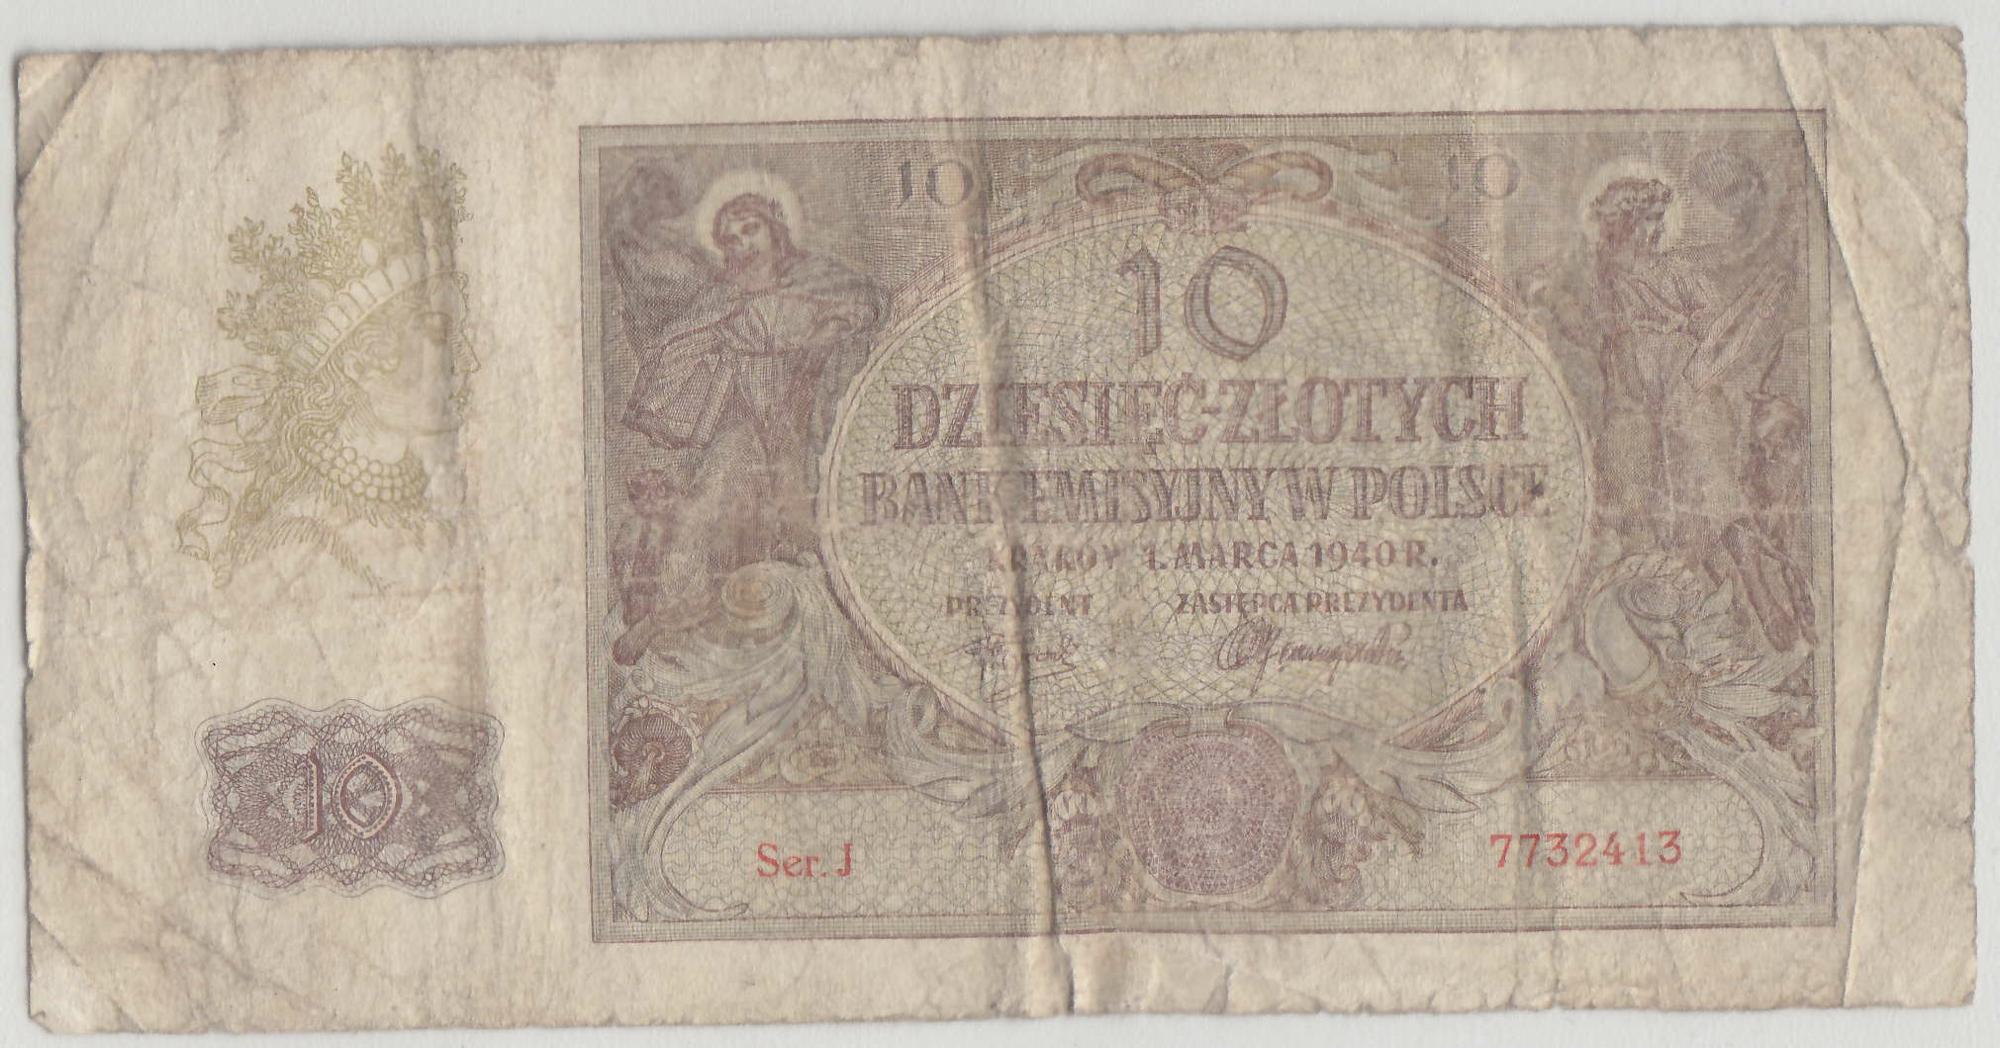 10 10
10
DZIESIĘĆ-ZŁOTYCH
BANK EMISYJNY W POLSCE
KRAKÓW 1. MARCA 1940 R.
PREZYDENT ZASTĘPCA PREZYDENTA
10
Ser. J 7732413